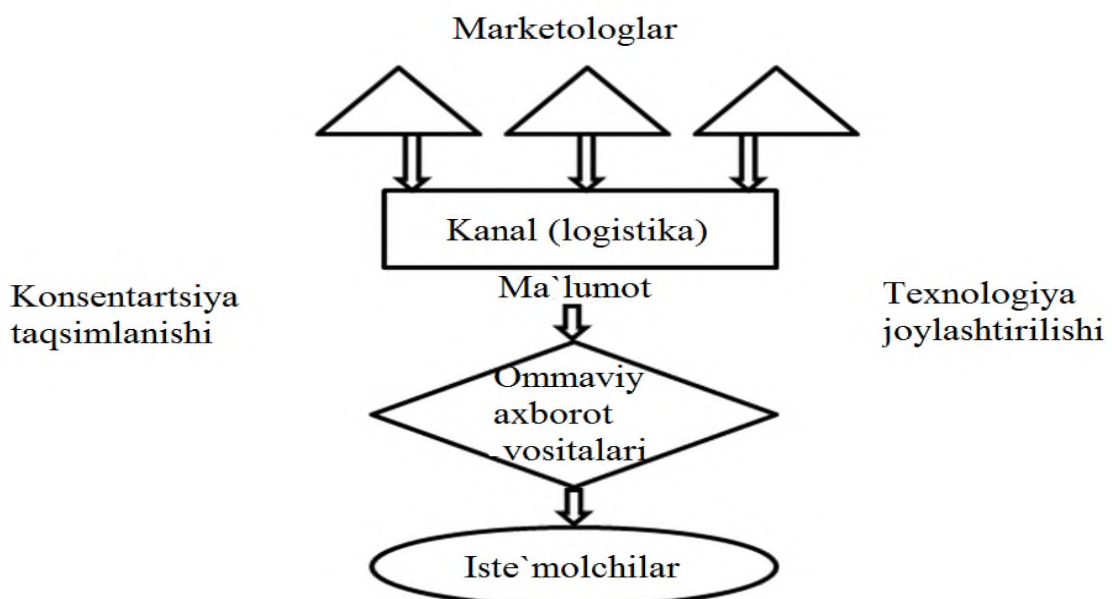 Marketologlar
Kanal (logistika)
Ma`lumot
Konsentartsiya
taqsimlanishi
Texnologiya
joylashtirilishi
Ommaviy
axborot
vositalari
Iste`molchilar